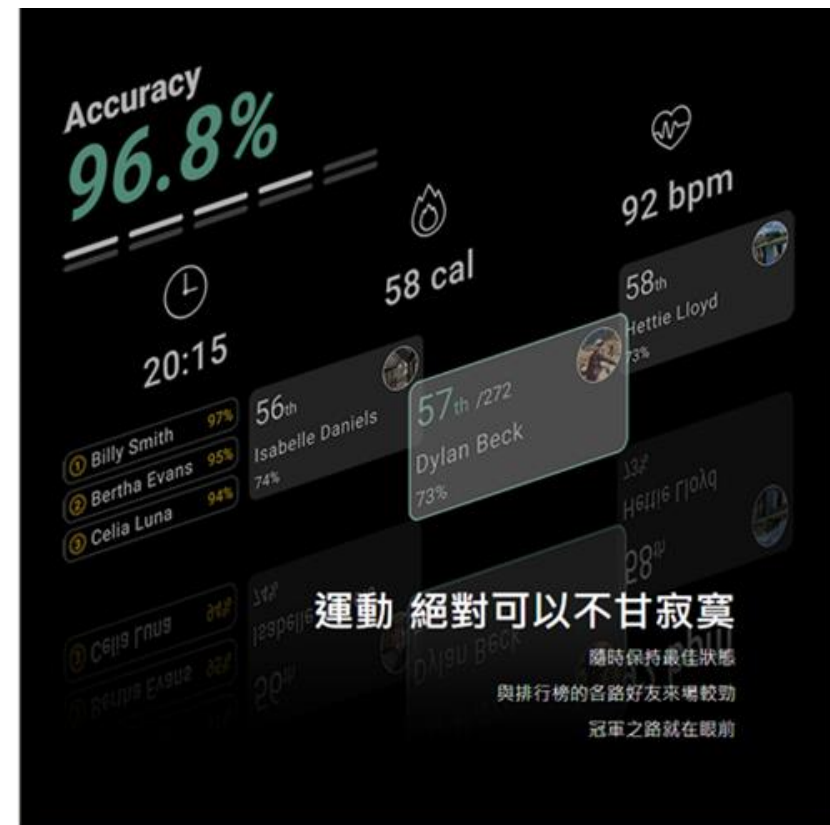 Accuracy
96.8%
92 bpm
58 cal
20:15
① Billy Smith 97%
② Bertha Evans 95%
③ Celia Luna 94%
56th
Isabelle Daniels
74%
57th /272
Dylan Beck
73%
58th
Hettie Lloyd
73%
運動 絕對可以不甘寂寞
隨時保持最佳狀態
與排行榜的各路好友來場較勁
冠軍之路就在眼前